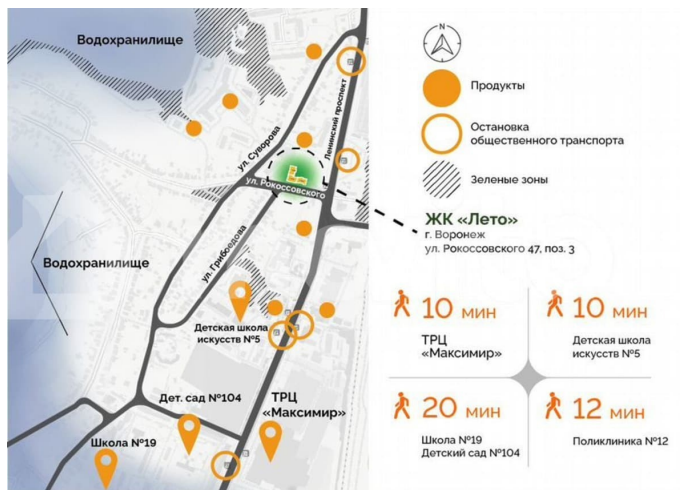 Водохранилище
ул. Суворова
Ленинский проспект
ул. Рокоссовского
ул. Грибоедова
Водохранилище
Детская школа
искусств №5
Дет. сад №104
ТРЦ
«Максимир»
Школа №19
N
Продукты
Остановка
общественного транспорта
Зеленые зоны
ЖК «Лето»
г. Воронеж
ул. Рокоссовского 47, поз. 3
10 мин
ТРЦ
«Максимир»
10 мин
Детская школа
искусств №5
20 мин
Школа №19
Детский сад №104
12 мин
Поликлиника №12